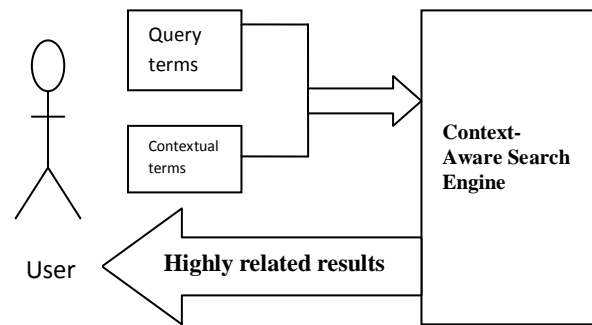 Query
terms
Contextual
terms
Context-
Aware Search
Engine
Highly related results
User